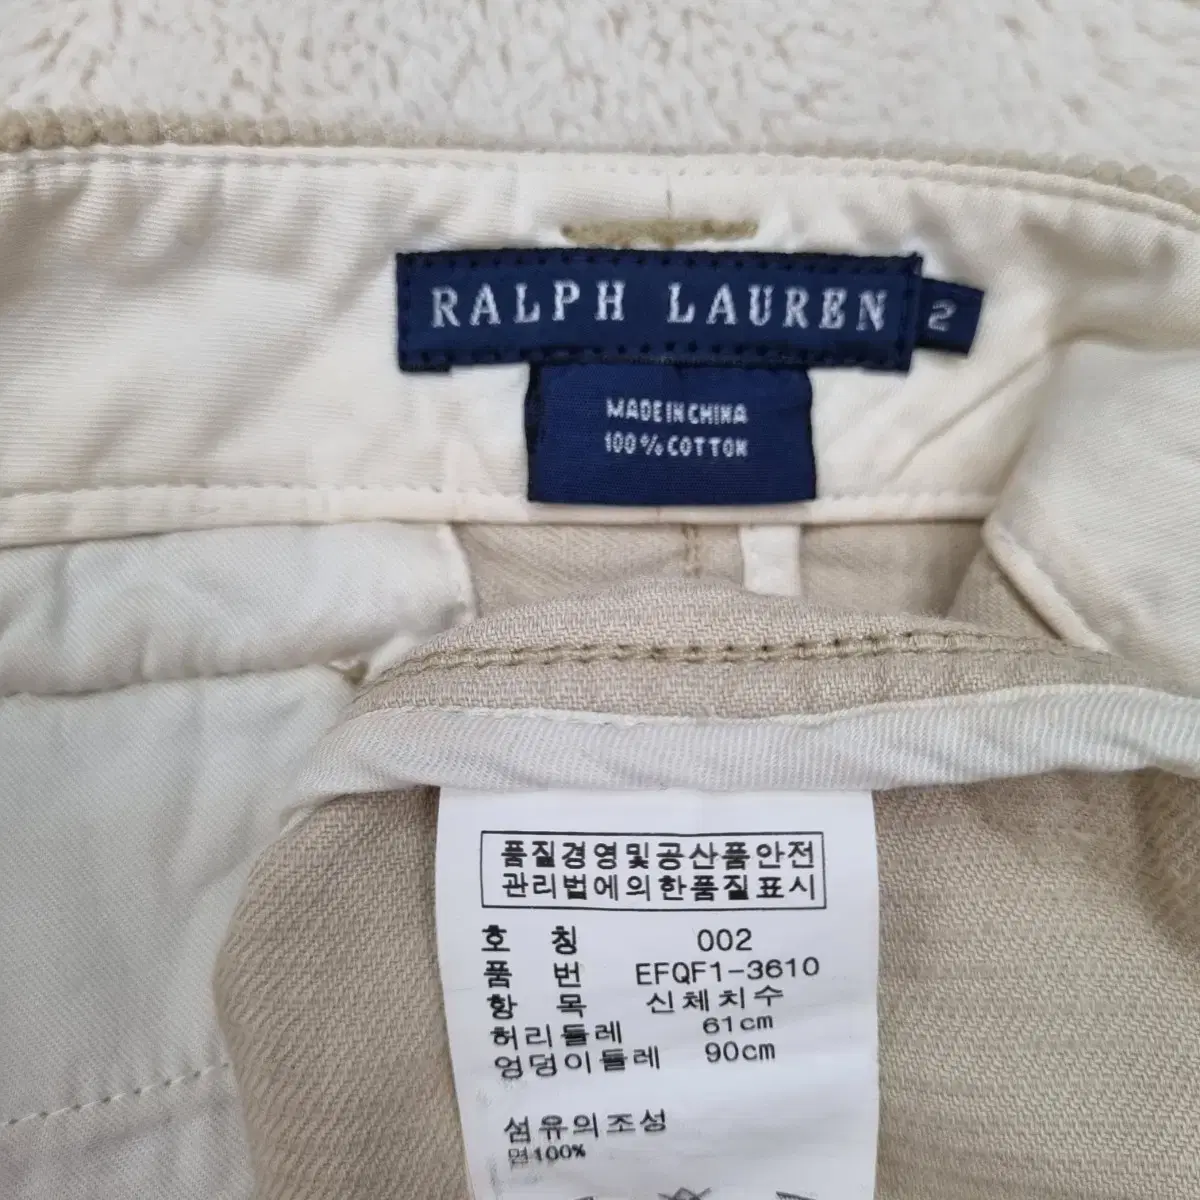 RALPH LAUREN 2
MADE IN CHINA
100% COTTON
품질경영및공산품안전
관리법에의한품질표시
호 칭 002
품 번 EFQF1-3610
항 목 신체치수
허리둘레 61cm
엉덩이둘레 90cm
섬유의조성
면100%